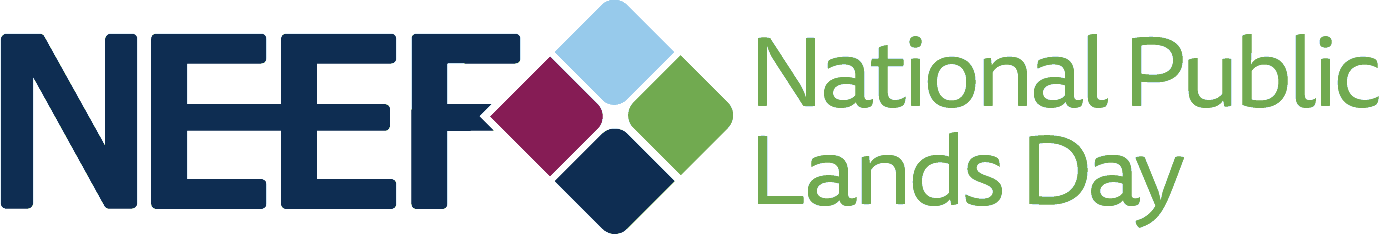 NEEF
National Public
Lands Day